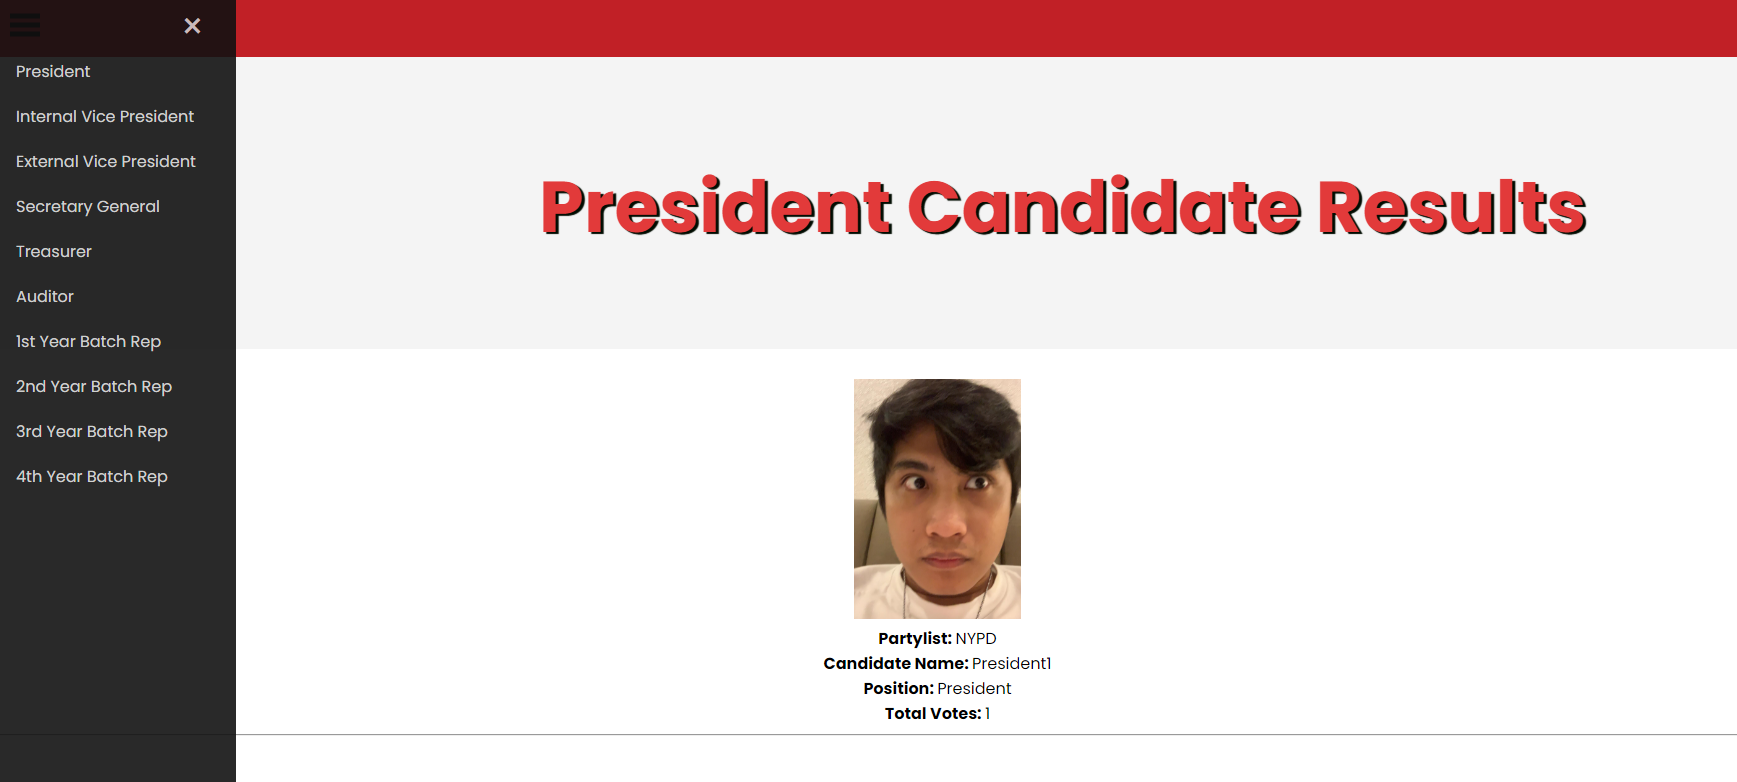 ×
President
Internal Vice President
External Vice President
Secretary General
Treasurer
Auditor
1st Year Batch Rep
2nd Year Batch Rep
3rd Year Batch Rep
4th Year Batch Rep
President Candidate Results
Partylist: NYPD
Candidate Name: President1
Position: President
Total Votes: 1